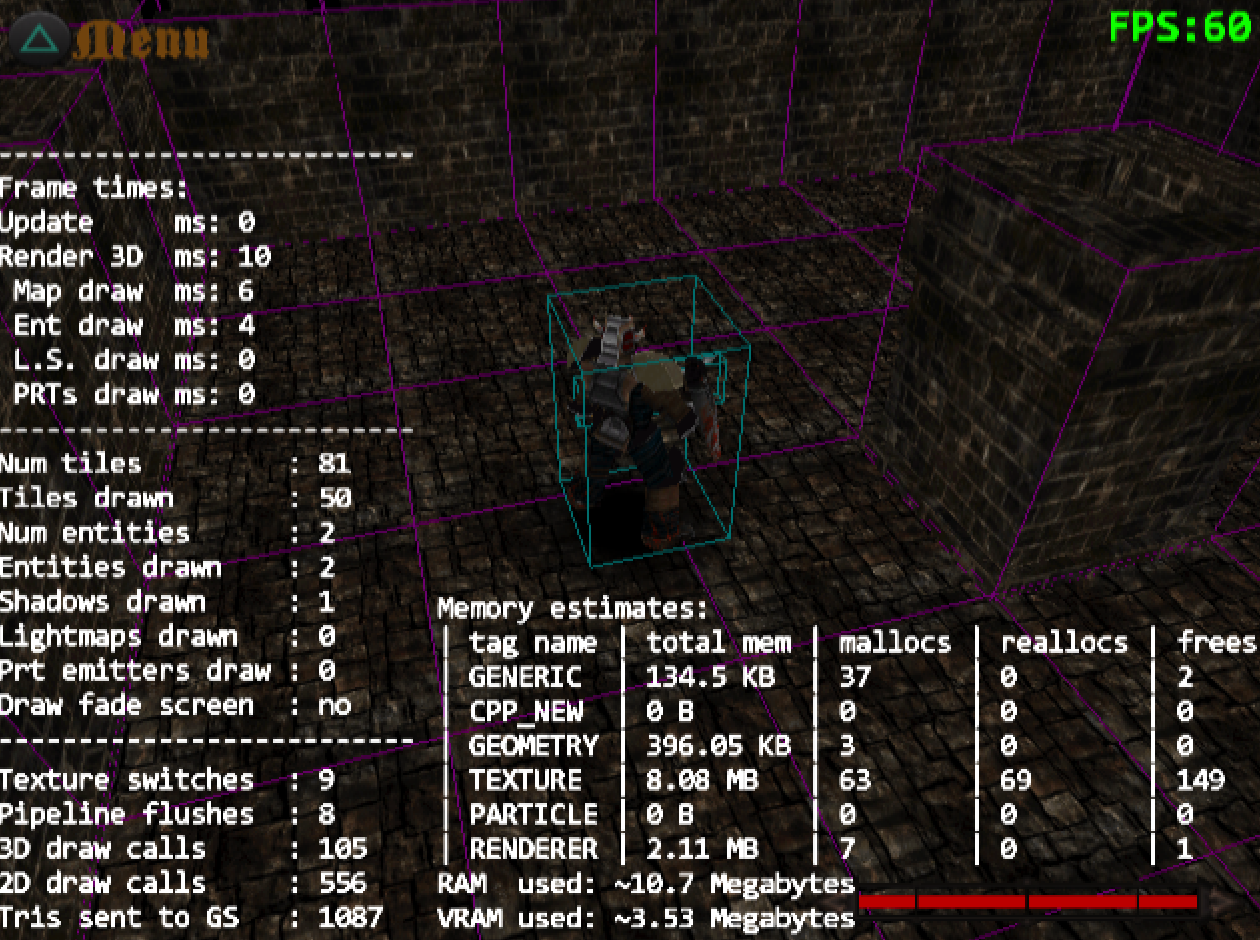 Menu
FPS:60
--------------------------
Frame times:
Update ms: 0
Render 3D ms: 10
Map draw ms: 6
Ent draw ms: 4
L.S. draw ms: 0
PRTs draw ms: 0
--------------------------
Num tiles : 81
Tiles drawn : 50
Num entities : 2
Entities drawn : 2
Shadows drawn : 1
Lightmaps drawn : 0
Prt emitters draw : 0
Draw fade screen : no
--------------------------
Texture switches : 9
Pipeline flushes : 8
3D draw calls : 105
2D draw calls : 556
Tris sent to GS : 1087
Memory estimates:
| tag name | total mem | mallocs | reallocs | frees
| GENERIC | 134.5 KB | 37 | 0 | 2
| CPP_NEW | 0 B | 0 | 0 | 0
| GEOMETRY | 396.05 KB | 3 | 0 | 0
| TEXTURE | 8.08 MB | 63 | 69 | 149
| PARTICLE | 0 B | 0 | 0 | 0
| RENDERER | 2.11 MB | 7 | 0 | 1
RAM used: ~10.7 Megabytes
VRAM used: ~3.53 Megabytes